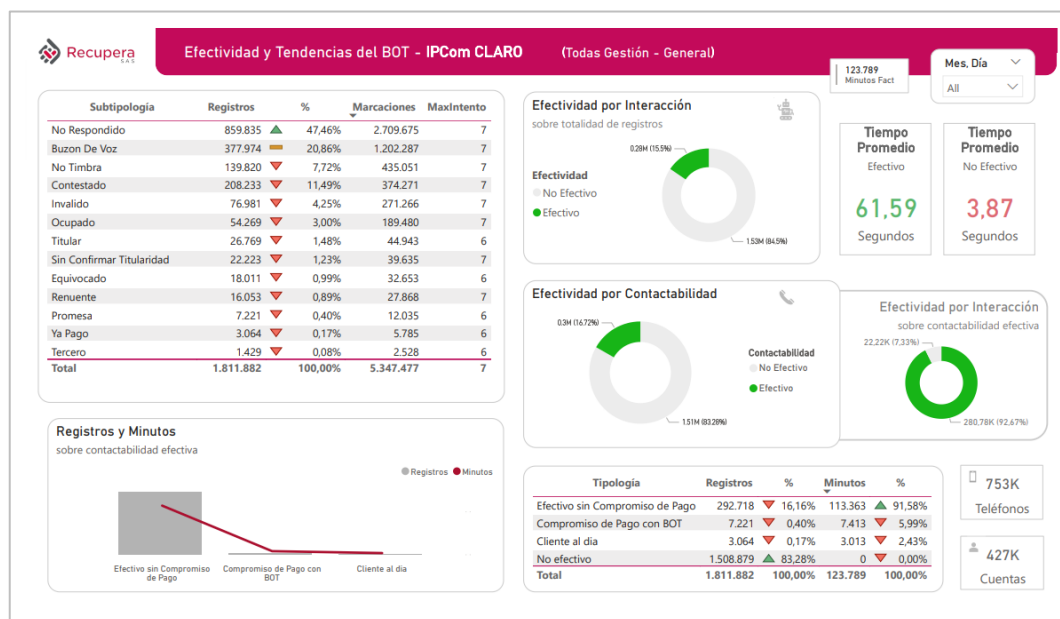 Recupera
SAS
Efectividad y Tendencias del BOT - IPCom CLARO (Todas Gestión - General)
123.789
Minutos Fact
Mes, Día
All
Subtipología Registros % Marcaciones MaxIntento
No Respondido 859.835 47,46% 2.709.675 7
Buzon De Voz 377.974 20,86% 1.202.287 7
No Timbra 139.820 7,72% 435.051 7
Contestado 208.233 11,49% 374.271 7
Invalido 76.981 4,25% 271.266 7
Ocupado 54.269 3,00% 189.480 7
Titular 26.769 1,48% 44.943 6
Sin Confirmar Titularidad 22.223 1,23% 39.635 7
Equivocado 18.011 0,99% 32.653 6
Renuente 16.053 0,89% 27.868 7
Promesa 7.221 0,40% 12.035 6
Ya Pago 3.064 0,17% 5.785 6
Tercero 1.429 0,08% 2.528 6
Total 1.811.882 100,00% 5.347.477 7
Efectividad por Interacción
sobre totalidad de registros
0.28M (15.5%)
Efectividad
No Efectivo
Efectivo
1.53M (84.5%)
Tiempo
Promedio
Efectivo
61,59
Segundos
Tiempo
Promedio
No Efectivo
3,87
Segundos
Efectividad por Contactabilidad
0.3M (16.72%)
Contactabilidad
No Efectivo
Efectivo
1.51M (83.28%)
Efectividad por Interacción
sobre contactabilidad efectiva
22,22K (7,33%)
280,78K (92,67%)
Registros y Minutos
sobre contactabilidad efectiva
Registros Minutos
Efectivo sin Compromiso
de Pago
Compromiso de Pago con
BOT
Cliente al dia
Tipología Registros % Minutos %
Efectivo sin Compromiso de Pago 292.718 16,16% 113.363 91,58%
Compromiso de Pago con BOT 7.221 0,40% 7.413 5,99%
Cliente al dia 3.064 0,17% 3.013 2,43%
No efectivo 1.508.879 83,28% 0 0,00%
Total 1.811.882 100,00% 123.789 100,00%
753K
Teléfonos
427K
Cuentas